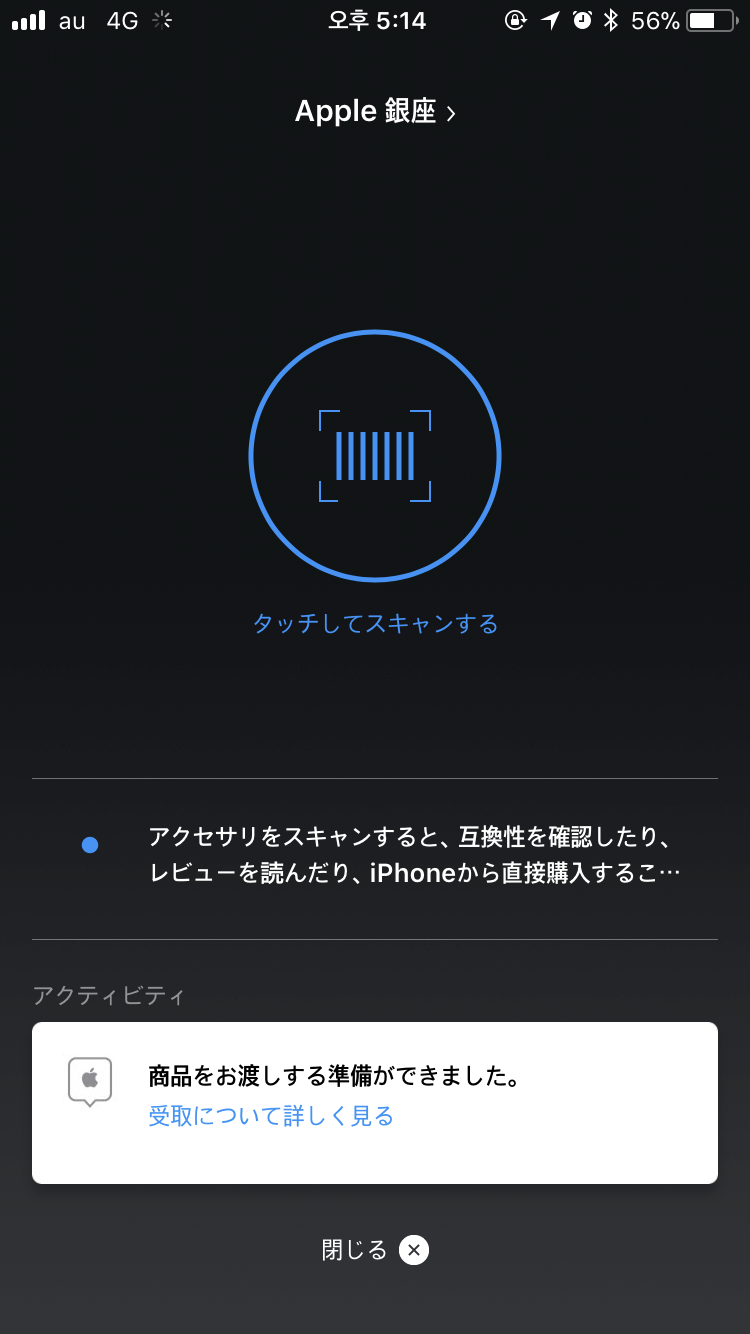 au 4G 오후 5:14 56%
Apple 銀座
タッチしてスキャンする
アクセサリをスキャンすると、互換性を確認したり、
レビューを読んだり、iPhoneから直接購入するこ…
アクティビティ
商品をお渡しする準備ができました。
受取について詳しく見る
閉じる